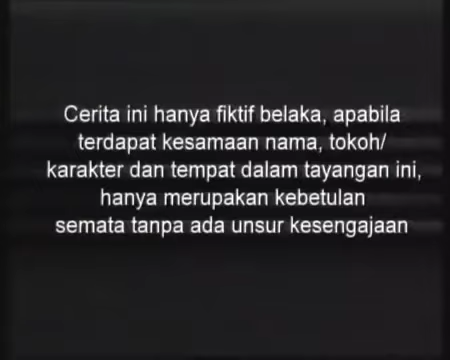 Cerita ini hanya fiktif belaka, apabila
terdapat kesamaan nama, tokoh/
karakter dan tempat dalam tayangan ini,
hanya merupakan kebetulan
semata tanpa ada unsur kesengajaan